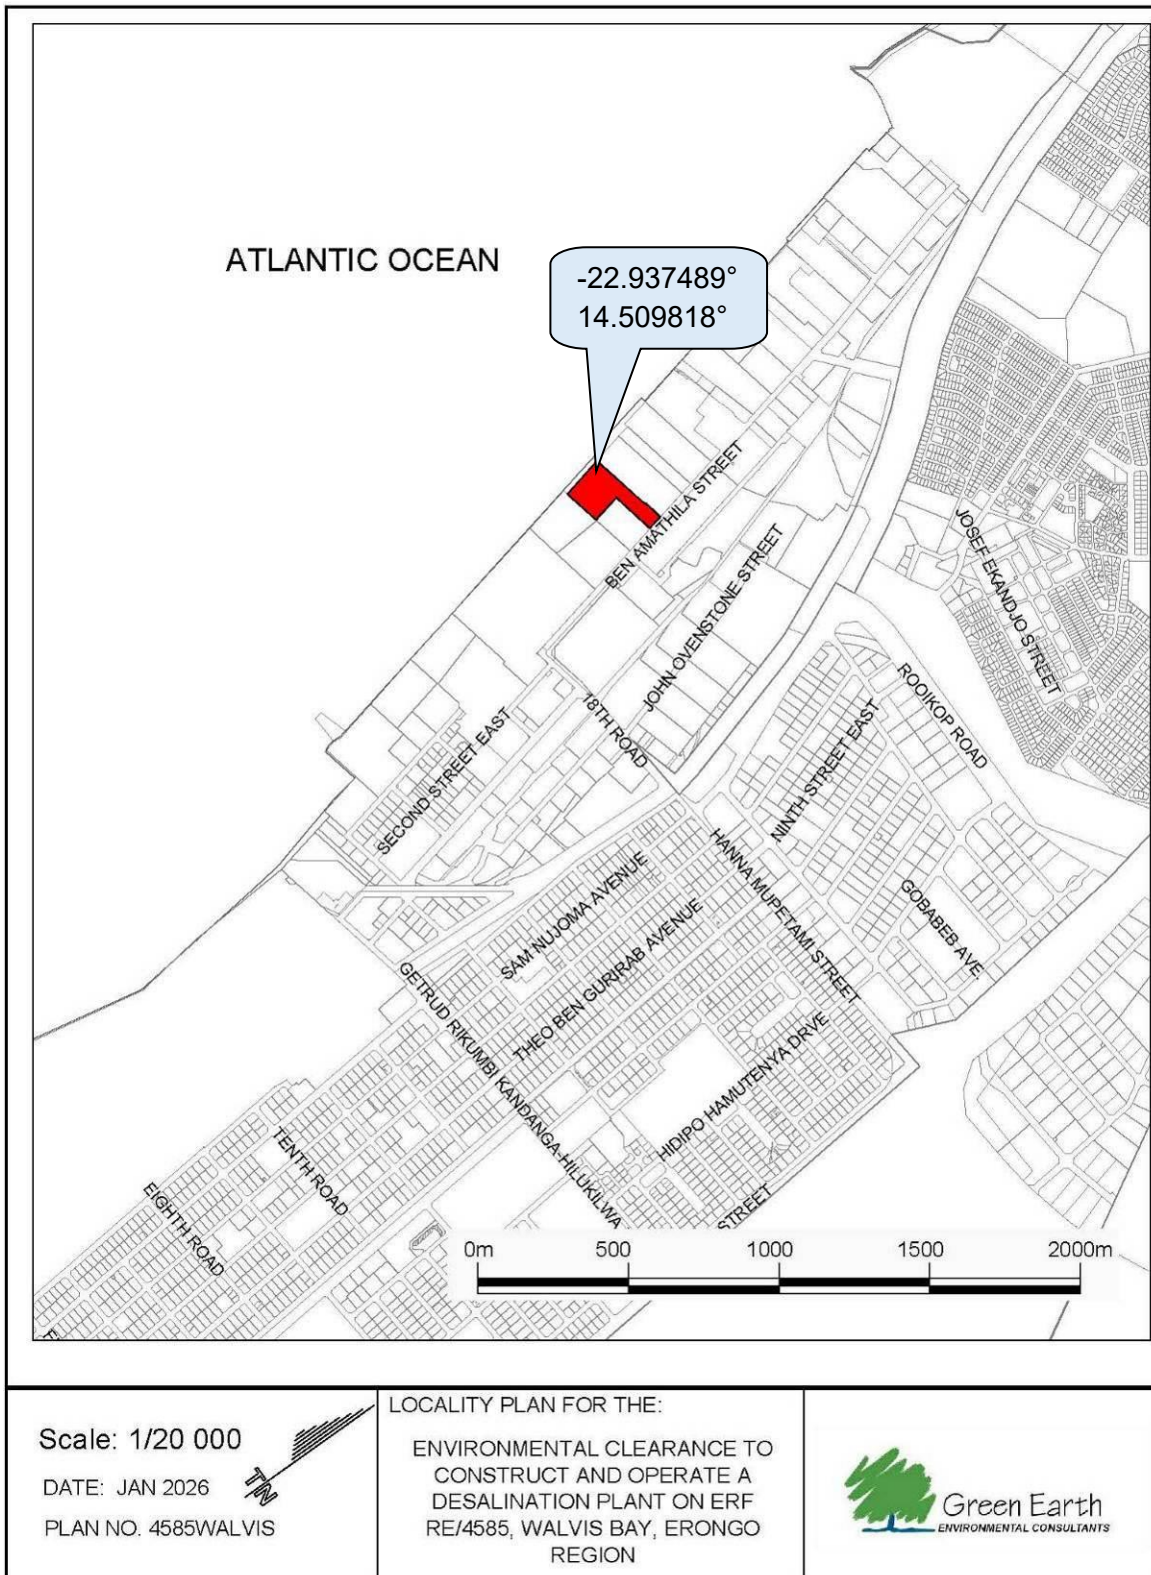 ATLANTIC OCEAN
-22.937489°
14.509818°
BEN AMATHILA STREET
JOHN OVENSTONE STREET
JOSEF EKANDJO STREET
ROOIKOP ROAD
18TH ROAD
SECOND STREET EAST
NINTH STREET EAST
HANNA MUPETAMI STREET
GOBABEB AVE.
SAM NUJOMA AVENUE
THEO BEN GURIRAB AVENUE
GETRUD RIKUMBI KANDANGA-HILUKILWA
HIDIPO HAMUTENYA DRVE
STREET
TENTH ROAD
EIGHTH ROAD
0m 500 1000 1500 2000m
Scale: 1/20 000
DATE: JAN 2026
PLAN NO. 4585WALVIS
TN
LOCALITY PLAN FOR THE:
ENVIRONMENTAL CLEARANCE TO
CONSTRUCT AND OPERATE A
DESALINATION PLANT ON ERF
RE/4585, WALVIS BAY, ERONGO
REGION
Green Earth
ENVIRONMENTAL CONSULTANTS